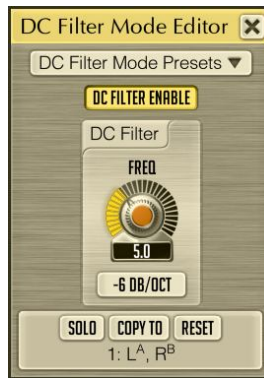 DC Filter Mode Editor X
DC Filter Mode Presets ▼
DC FILTER ENABLE
DC Filter
FREQ
5.0
-6 DB/OCT
SOLO COPY TO RESET
1: Lᴬ, Rᴮ